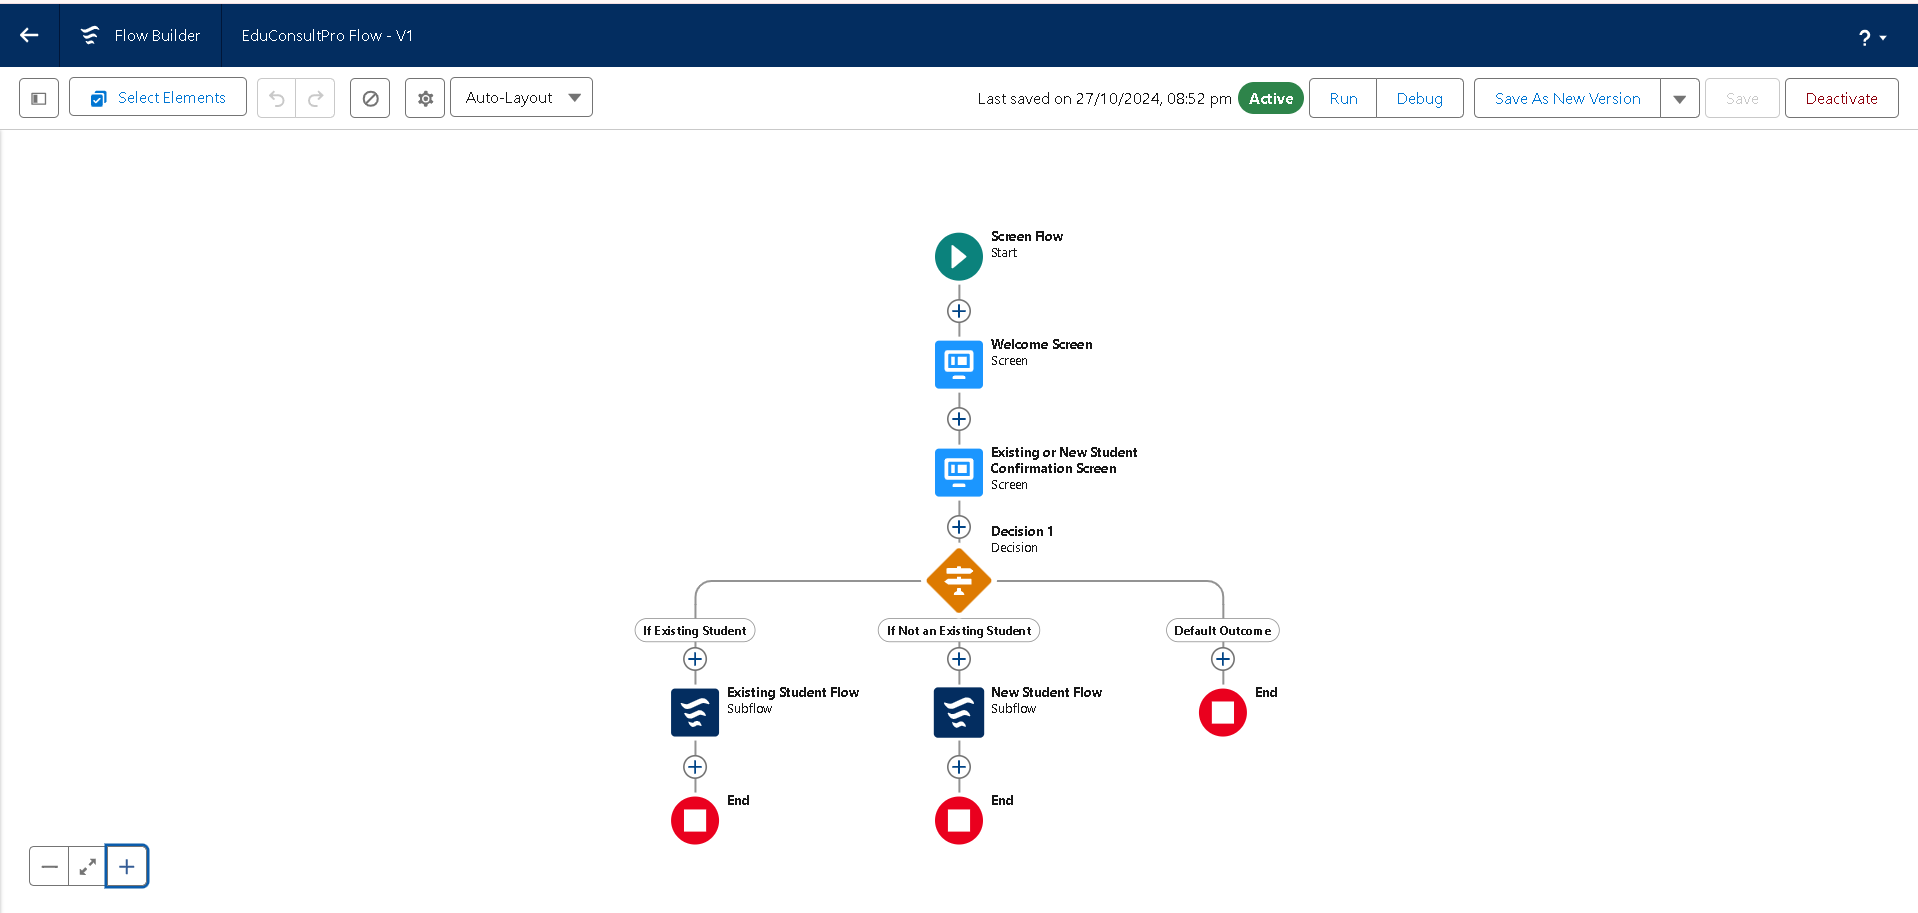 Flow Builder
EduConsultPro Flow - V1
?
Select Elements
Auto-Layout
Last saved on 27/10/2024, 08:52 pm
Active
Run
Debug
Save As New Version
Save
Deactivate
Screen Flow
Start
Welcome Screen
Screen
Existing or New Student
Confirmation Screen
Screen
Decision 1
Decision
If Existing Student
If Not an Existing Student
Default Outcome
Existing Student Flow
Subflow
New Student Flow
Subflow
End
End
End